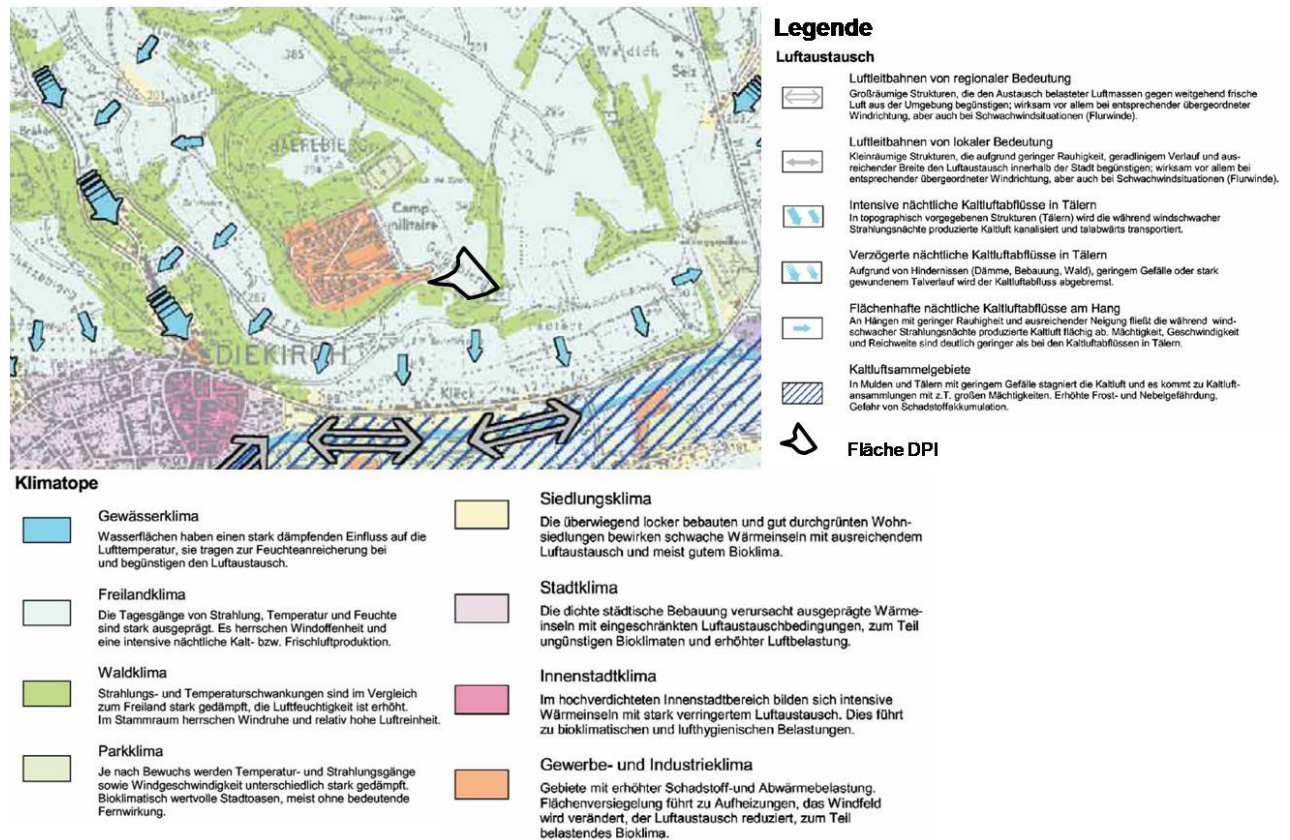 Legende
Luftaustausch
Luftleitbahnen von regionaler Bedeutung
Großräumige Strukturen, die den Austausch belasteter Luftmassen gegen weitgehend frische
Luft aus der Umgebung begünstigen; wirksam vor allem bei entsprechender übergeordneter
Windrichtung, aber auch bei Schwachwindsituationen (Flurwinde).
Luftleitbahnen von lokaler Bedeutung
Kleinräumige Strukturen, die aufgrund geringer Rauhigkeit, geradlinigem Verlauf und aus-
reichender Breite den Luftaustausch innerhalb der Stadt begünstigen; wirksam vor allem bei
entsprechender übergeordneter Windrichtung, aber auch bei Schwachwindsituationen (Flurwinde).
Intensive nächtliche Kaltluftabflüsse in Tälern
In topographisch vorgegebenen Strukturen (Tälern) wird die während windschwacher
Strahlungsnächte produzierte Kaltluft kanalisiert und talabwärts transportiert.
Verzögerte nächtliche Kaltluftabflüsse in Tälern
Aufgrund von Hindernissen (Dämme, Bebauung, Wald), geringem Gefälle oder stark
gewundenem Talverlauf wird der Kaltluftabfluss abgebremst.
Flächenhafte nächtliche Kaltluftabflüsse am Hang
An Hängen mit geringer Rauhigheit und ausreichender Neigung fließt die während wind-
schwacher Strahlungsnächte produzierte Kaltluft flächig ab. Mächtigkeit, Geschwindigkeit
und Reichweite sind deutlich geringer als bei den Kaltluftabflüssen in Tälern.
Kaltluftsammelgebiete
In Mulden und Tälern mit geringem Gefälle stagniert die Kaltluft und es kommt zu Kaltluft-
ansammlungen mit z.T. großen Mächtigkeiten. Erhöhte Frost- und Nebelgefährdung,
Gefahr von Schadstoffakkumulation.
Fläche DPI
Camp
militaire
DIEKIRCH
Kleck
Seiz
Klimatope
Gewässerklima
Wasserflächen haben einen stark dämpfenden Einfluss auf die
Lufttemperatur, sie tragen zur Feuchteanreicherung bei
und begünstigen den Luftaustausch.
Freilandklima
Die Tagesgänge von Strahlung, Temperatur und Feuchte
sind stark ausgeprägt. Es herrschen Windoffenheit und
eine intensive nächtliche Kalt- bzw. Frischluftproduktion.
Waldklima
Strahlungs- und Temperaturschwankungen sind im Vergleich
zum Freiland stark gedämpft, die Luftfeuchtigkeit ist erhöht.
Im Stammraum herrschen Windruhe und relativ hohe Luftreinheit.
Parkklima
Je nach Bewuchs werden Temperatur- und Strahlungsgänge
sowie Windgeschwindigkeit unterschiedlich stark gedämpft.
Bioklimatisch wertvolle Stadtoasen, meist ohne bedeutende
Fernwirkung.
Siedlungsklima
Die überwiegend locker bebauten und gut durchgrünten Wohn-
siedlungen bewirken schwache Wärmeinseln mit ausreichendem
Luftaustausch und meist gutem Bioklima.
Stadtklima
Die dichte städtische Bebauung verursacht ausgeprägte Wärme-
inseln mit eingeschränkten Luftaustauschbedingungen, zum Teil
ungünstigen Bioklimaten und erhöhter Luftbelastung.
Innenstadtklima
Im hochverdichteten Innenstadtbereich bilden sich intensive
Wärmeinseln mit stark verringertem Luftaustausch. Dies führt
zu bioklimatischen und lufthygienischen Belastungen.
Gewerbe- und Industrieklima
Gebiete mit erhöhter Schadstoff-und Abwärmebelastung.
Flächenversiegelung führt zu Aufheizungen, das Windfeld
wird verändert, der Luftaustausch reduziert, zum Teil
belastendes Bioklima.